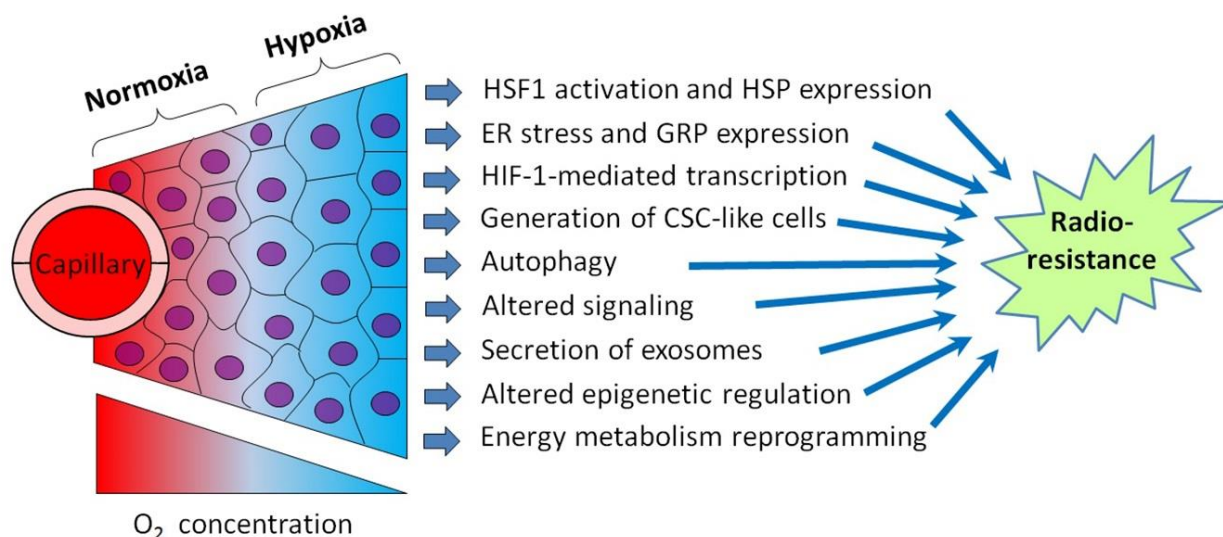 Normoxia
Hypoxia
Capillary
O₂ concentration
HSF1 activation and HSP expression
ER stress and GRP expression
HIF-1-mediated transcription
Generation of CSC-like cells
Autophagy
Altered signaling
Secretion of exosomes
Altered epigenetic regulation
Energy metabolism reprogramming
Radio-
resistance